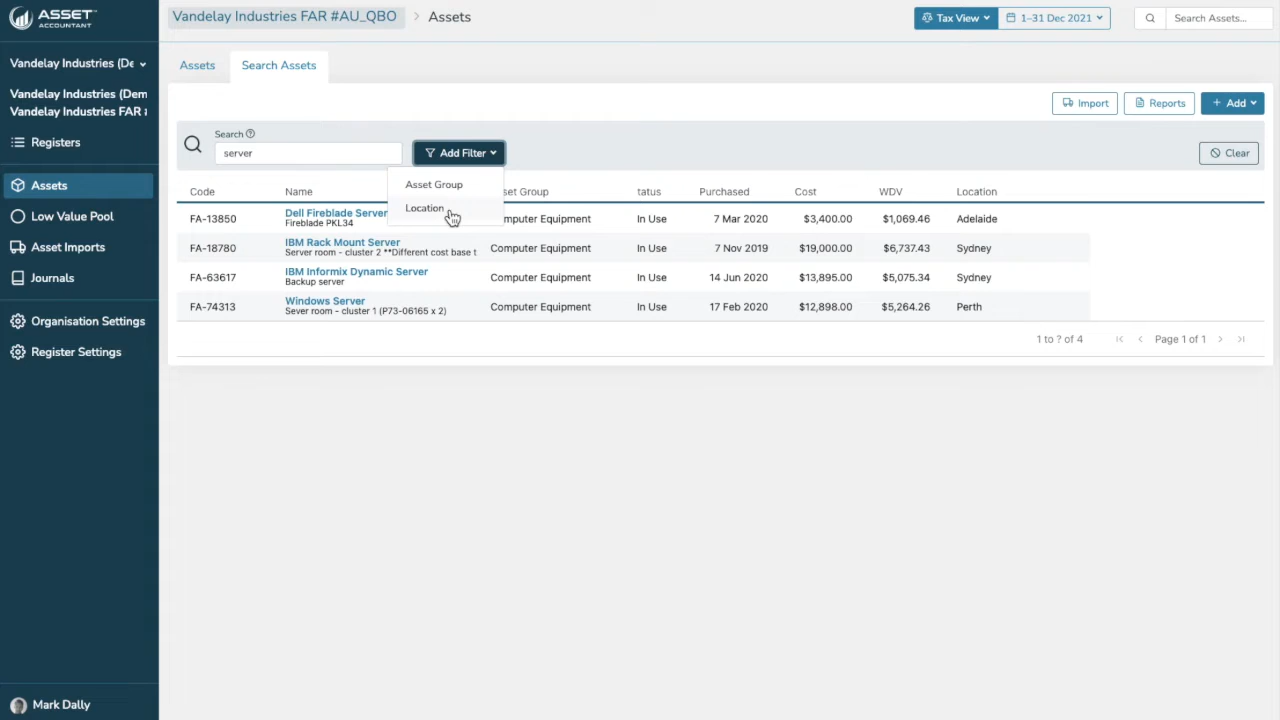 ASSET
ACCOUNTANT
Vandelay Industries FAR #AU_QBO > Assets
Tax View
1–31 Dec 2021
Search Assets...
Vandelay Industries (De
Vandelay Industries (Dem
Vandelay Industries FAR #
Registers
Assets
Low Value Pool
Asset Imports
Journals
Organisation Settings
Register Settings
Mark Dally
Assets
Search Assets
Import
Reports
+ Add
Search
server
Add Filter
Clear
Asset Group
Location
Code Name set Group tatus Purchased Cost WDV Location
FA-13850 Dell Fireblade Server mputer Equipment In Use 7 Mar 2020 $3,400.00 $1,069.46 Adelaide
Fireblade PKL34
FA-18780 IBM Rack Mount Server Computer Equipment In Use 7 Nov 2019 $19,000.00 $6,737.43 Sydney
Server room - cluster 2 **Different cost base t
FA-63617 IBM Informix Dynamic Server Computer Equipment In Use 14 Jun 2020 $13,895.00 $5,075.34 Sydney
Backup server
FA-74313 Windows Server Computer Equipment In Use 17 Feb 2020 $12,898.00 $5,264.26 Perth
Sever room - cluster 1 (P73-06165 x 2)
1 to ? of 4
Page 1 of 1